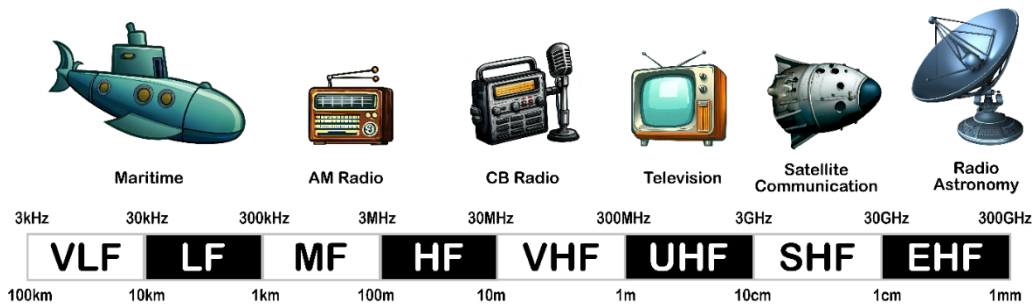 Maritime
AM Radio
CB Radio
Television
Satellite
Communication
Radio
Astronomy
3kHz 30kHz 300kHz 3MHz 30MHz 300MHz 3GHz 30GHz 300GHz
VLF LF MF HF VHF UHF SHF EHF
100km 10km 1km 100m 10m 1m 10cm 1cm 1mm